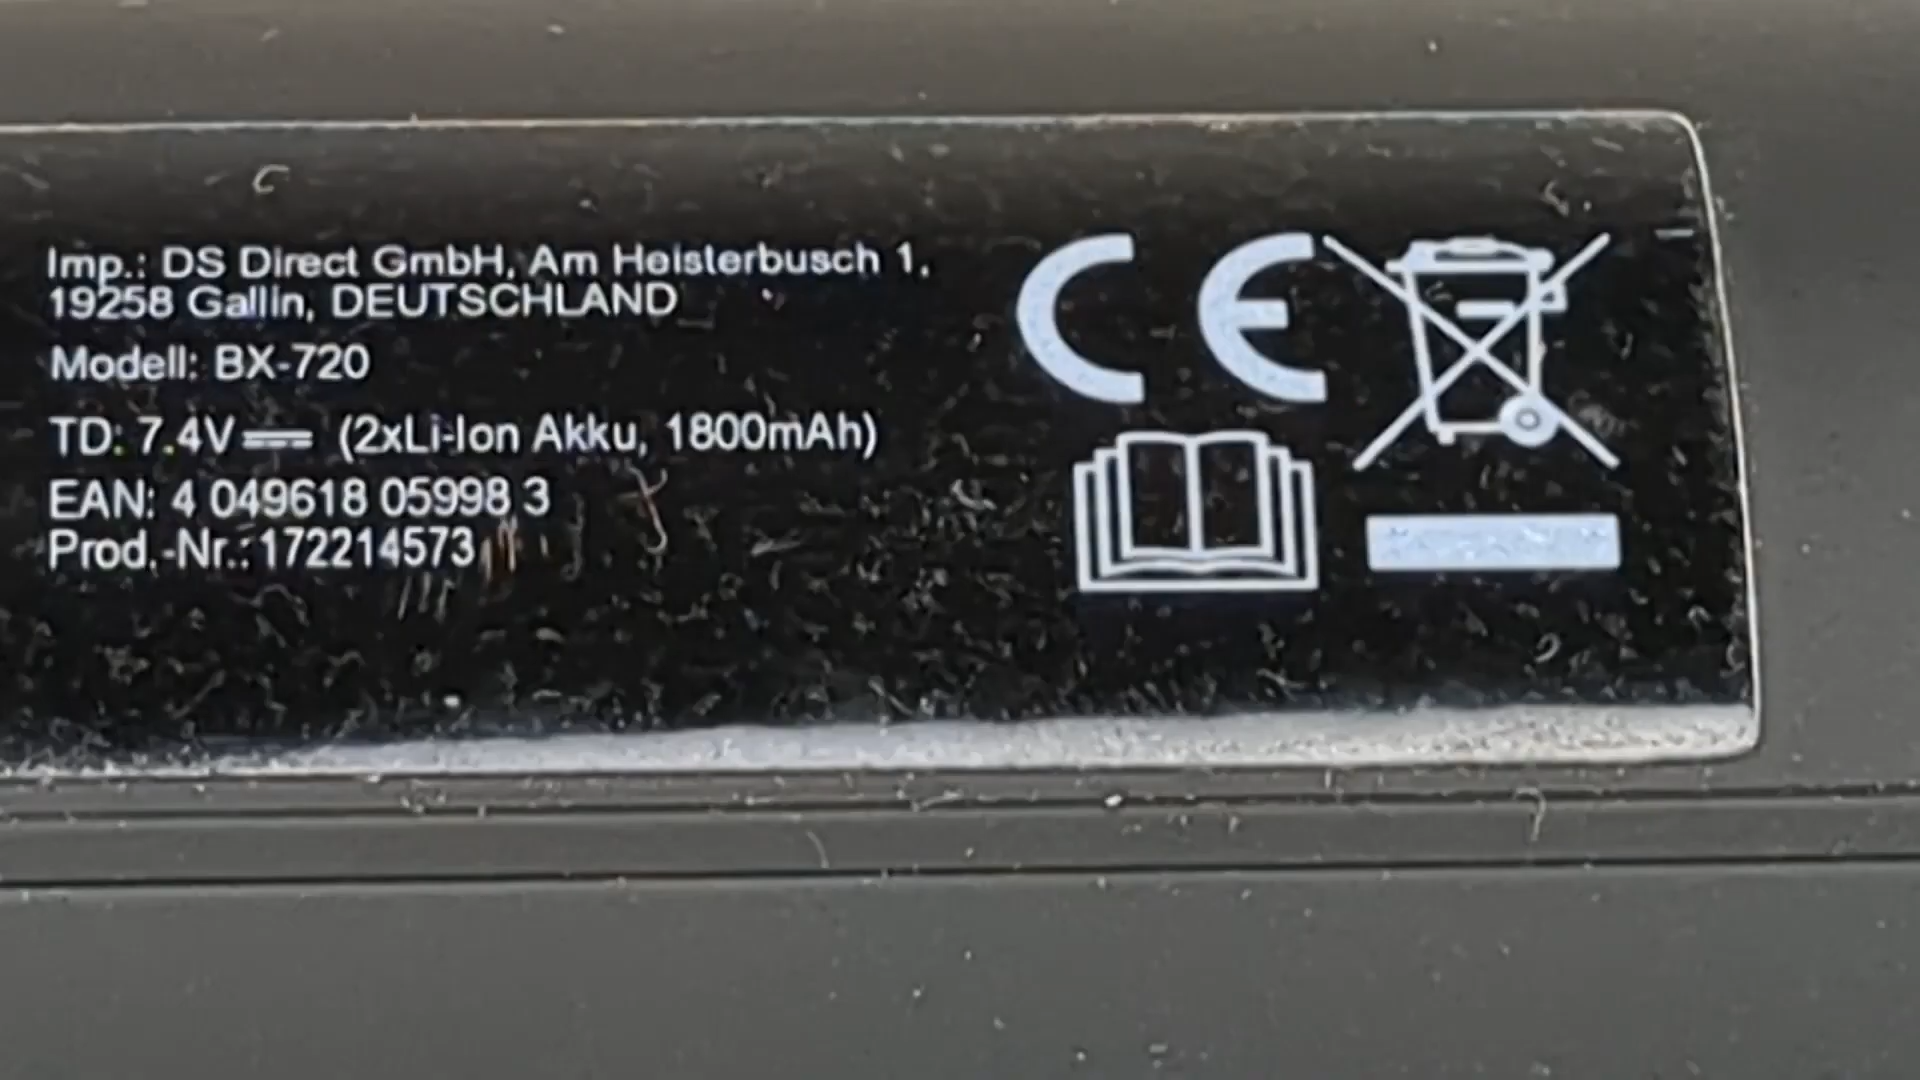 Imp.: DS Direct GmbH, Am Heisterbusch 1,
19258 Gallin, DEUTSCHLAND
Modell: BX-720
TD: 7.4V (2xLi-Ion Akku, 1800mAh)
EAN: 4 049618 05998 3
Prod.-Nr.: 172214573
CE